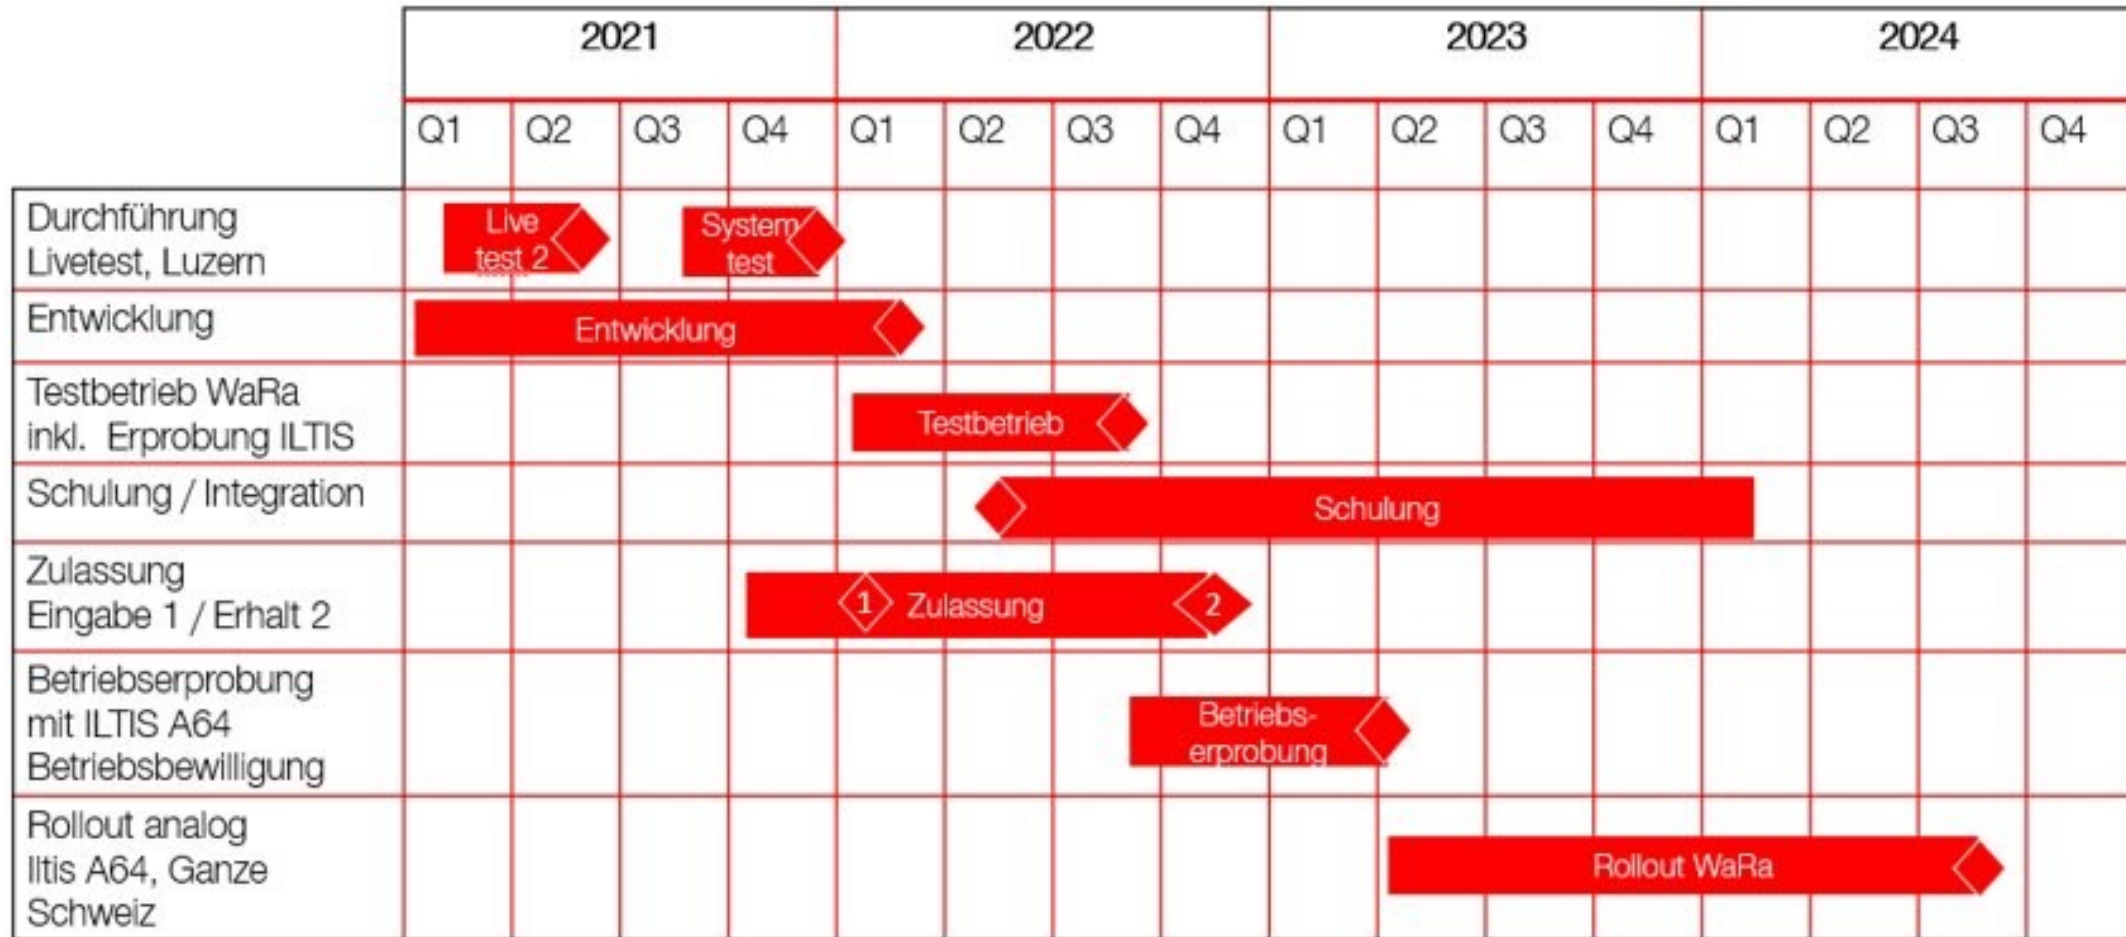 2021 2022 2023 2024
Q1 Q2 Q3 Q4 Q1 Q2 Q3 Q4 Q1 Q2 Q3 Q4 Q1 Q2 Q3 Q4
Durchführung
Livetest, Luzern
Live
test 2
System
test
Entwicklung
Entwicklung
Testbetrieb WaRa
inkl. Erprobung ILTIS
Testbetrieb
Schulung / Integration
Schulung
Zulassung
Eingabe 1 / Erhalt 2
1 Zulassung 2
Betriebserprobung
mit ILTIS A64
Betriebsbewilligung
Betriebs-
erprobung
Rollout analog
Iltis A64, Ganze
Schweiz
Rollout WaRa